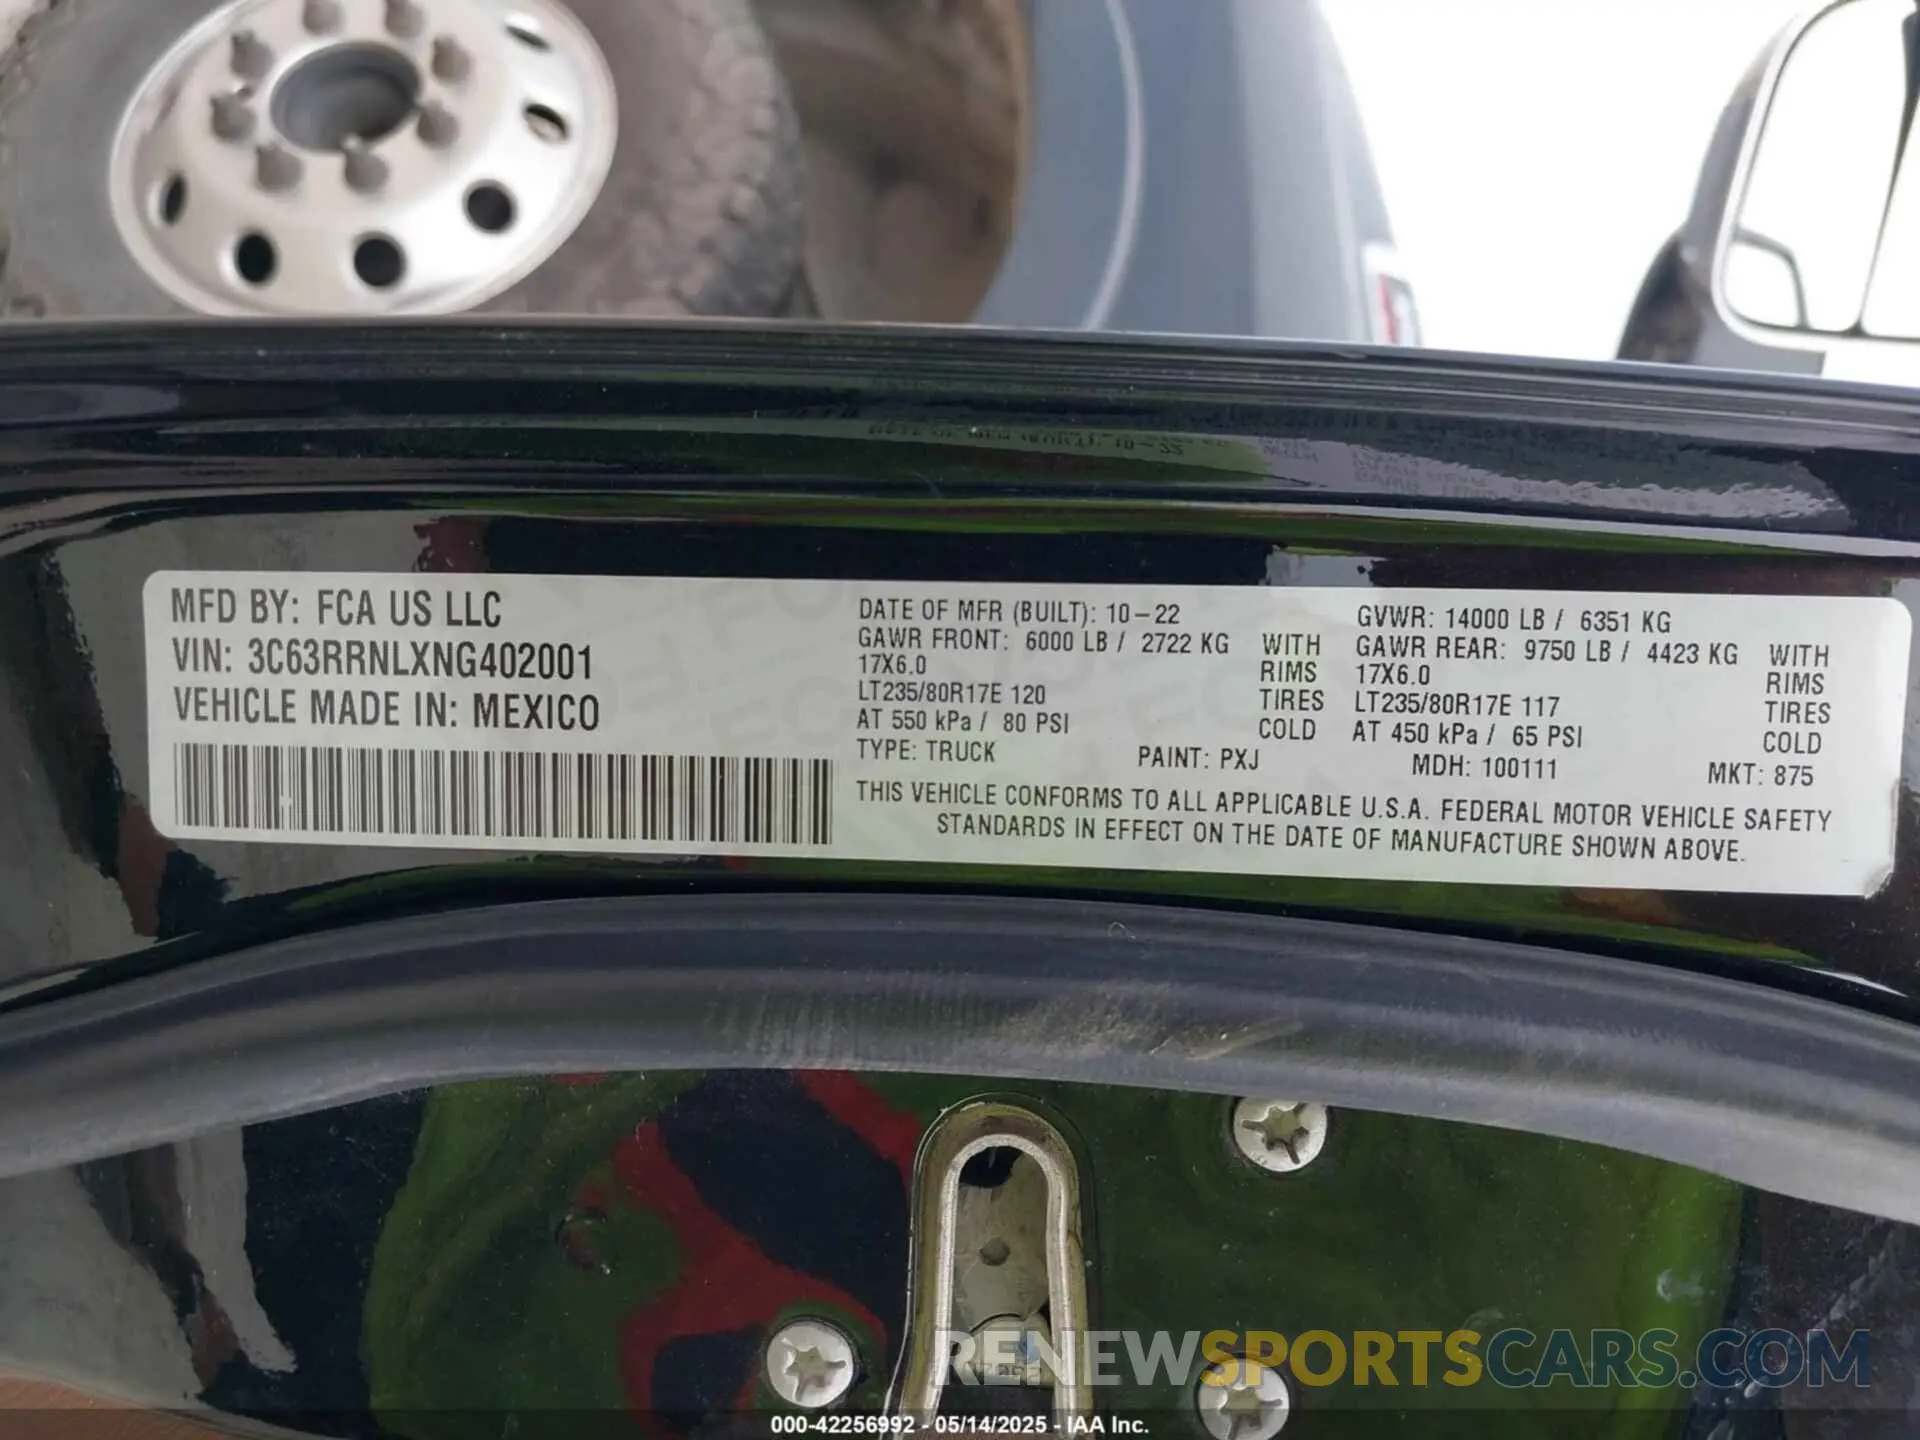 MFD BY: FCA US LLC
VIN: 3C63RRNLXNG402001
VEHICLE MADE IN: MEXICO
DATE OF MFR (BUILT): 10-22
GVWR: 14000 LB / 6351 KG
GAWR FRONT: 6000 LB / 2722 KG WITH
17X6.0 RIMS
LT235/80R17E 120 TIRES
AT 550 kPa / 80 PSI COLD
GAWR REAR: 9750 LB / 4423 KG WITH
17X6.0 RIMS
LT235/80R17E 117 TIRES
AT 450 kPa / 65 PSI COLD
TYPE: TRUCK PAINT: PXJ MDH: 100111 MKT: 875
THIS VEHICLE CONFORMS TO ALL APPLICABLE U.S.A. FEDERAL MOTOR VEHICLE SAFETY
STANDARDS IN EFFECT ON THE DATE OF MANUFACTURE SHOWN ABOVE.
RENEWSPORTSCARS.COM
000-42256992 - 05/14/2025 - IAA Inc.